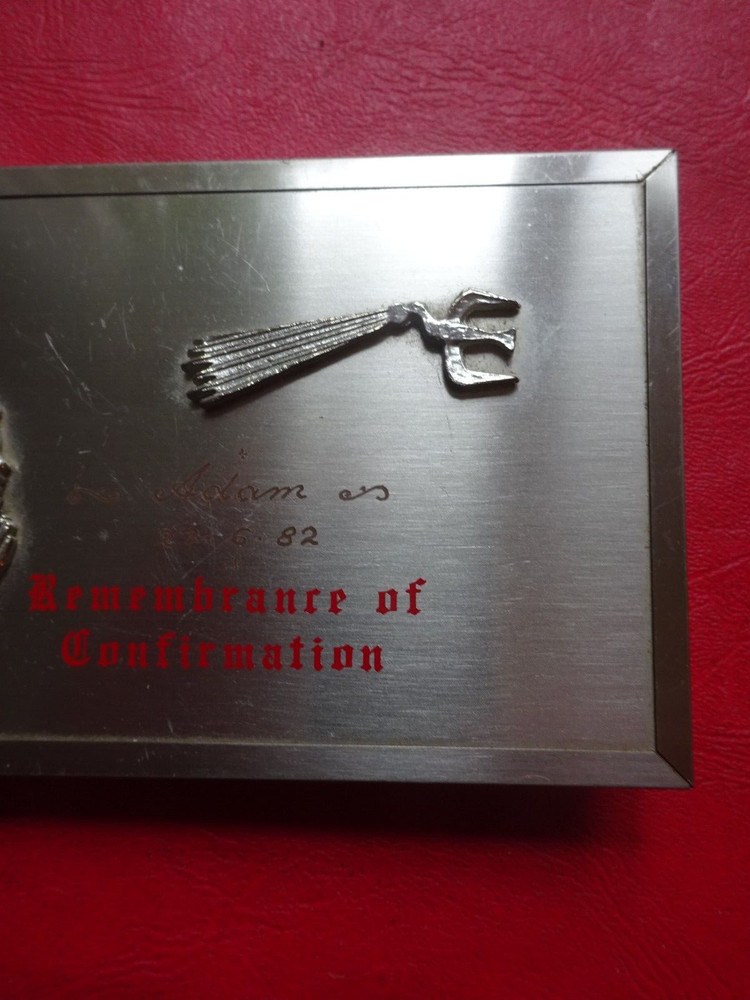 Adam
6.82
Remembrance of
Confirmation